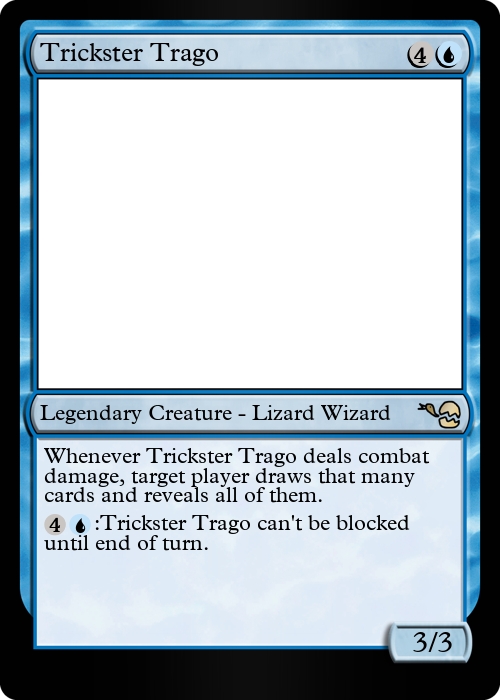 Trickster Trago 4
Legendary Creature - Lizard Wizard
Whenever Trickster Trago deals combat
damage, target player draws that many
cards and reveals all of them.
4 :Trickster Trago can't be blocked
until end of turn.
3/3